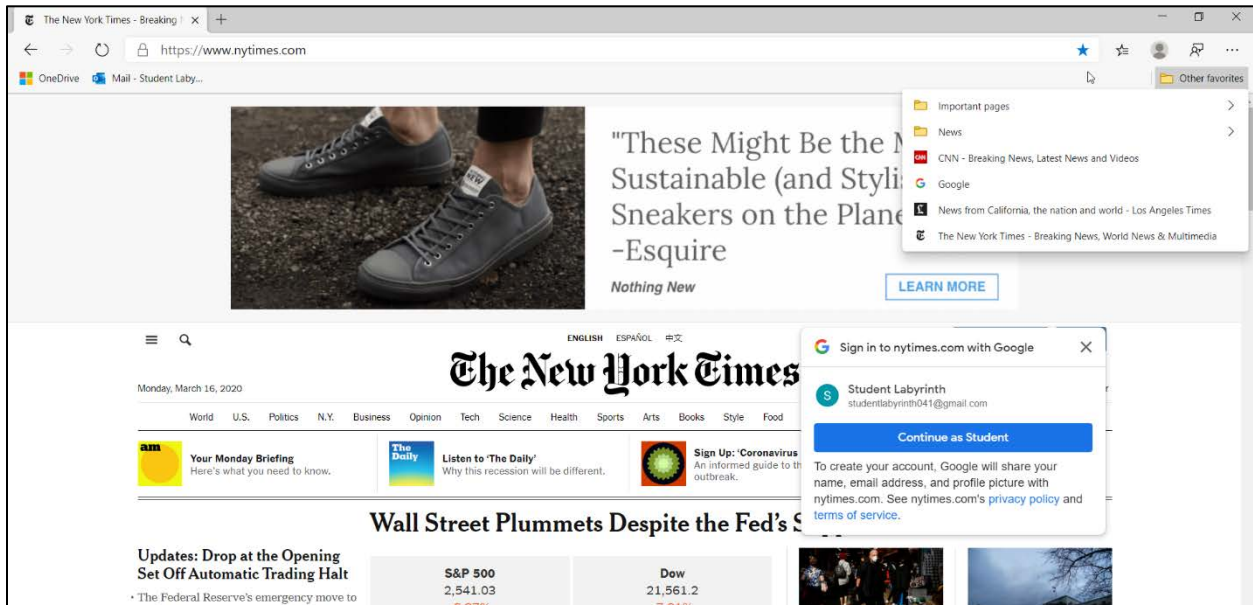 The New York Times - Breaking
https://www.nytimes.com
OneDrive
Mail - Student Laby...
Other favorites
Important pages
News
CNN - Breaking News, Latest News and Videos
Google
News from California, the nation and world - Los Angeles Times
The New York Times - Breaking News, World News & Multimedia
"These Might Be the
Sustainable (and Styli
Sneakers on the Plane
-Esquire
Nothing New
LEARN MORE
ENGLISH ESPAÑOL 中文
The New York Times
Monday, March 16, 2020
World U.S. Politics N.Y. Business Opinion Tech Science Health Sports Arts Books Style Food
am
Your Monday Briefing
Here's what you need to know.
The
Daily
Listen to 'The Daily'
Why this recession will be different.
Sign Up: 'Coronavirus
An informed guide to th
outbreak.
Sign in to nytimes.com with Google
S
Student Labyrinth
studentlabyrinth041@gmail.com
Continue as Student
To create your account, Google will share your
name, email address, and profile picture with
nytimes.com. See nytimes.com's privacy policy and
terms of service.
Wall Street Plummets Despite the Fed's
Updates: Drop at the Opening
Set Off Automatic Trading Halt
• The Federal Reserve's emergency move to
S&P 500
2,541.03
Dow
21,561.2